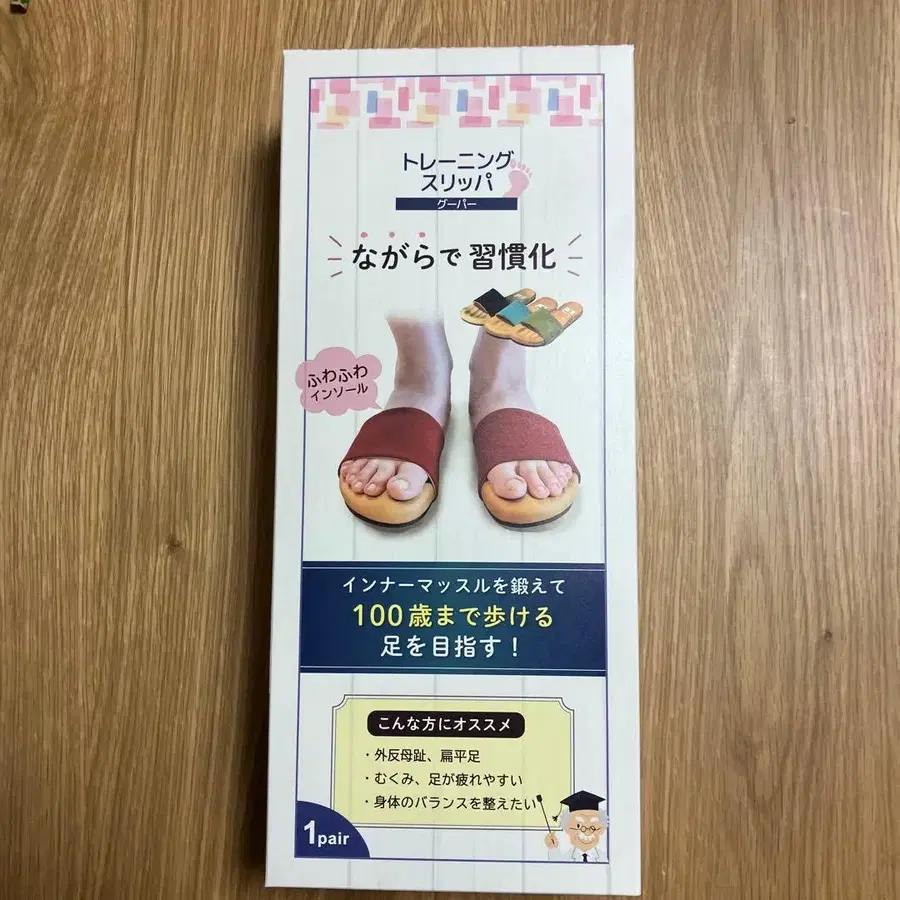 トレーニング
スリッパ
グーパー
ながらで 習慣化
ふわふわ
インソール
インナーマッスルを鍛えて
100歳まで歩ける
足を目指す！
こんな方にオススメ
・外反母趾、扁平足
・むくみ、足が疲れやすい
・身体のバランスを整えたい
1pair